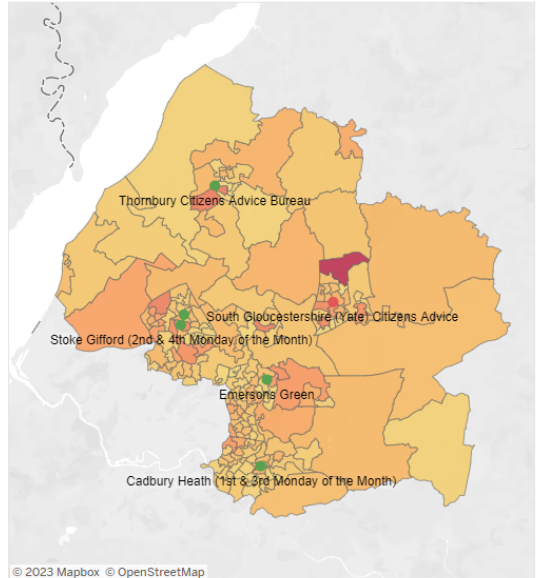 Thornbury Citizens Advice Bureau
South Gloucestershire (Yate) Citizens Advice
Stoke Gifford (2nd & 4th Monday of the Month)
Emersons Green
Cadbury Heath (1st & 3rd Monday of the Month)
© 2023 Mapbox © OpenStreetMap